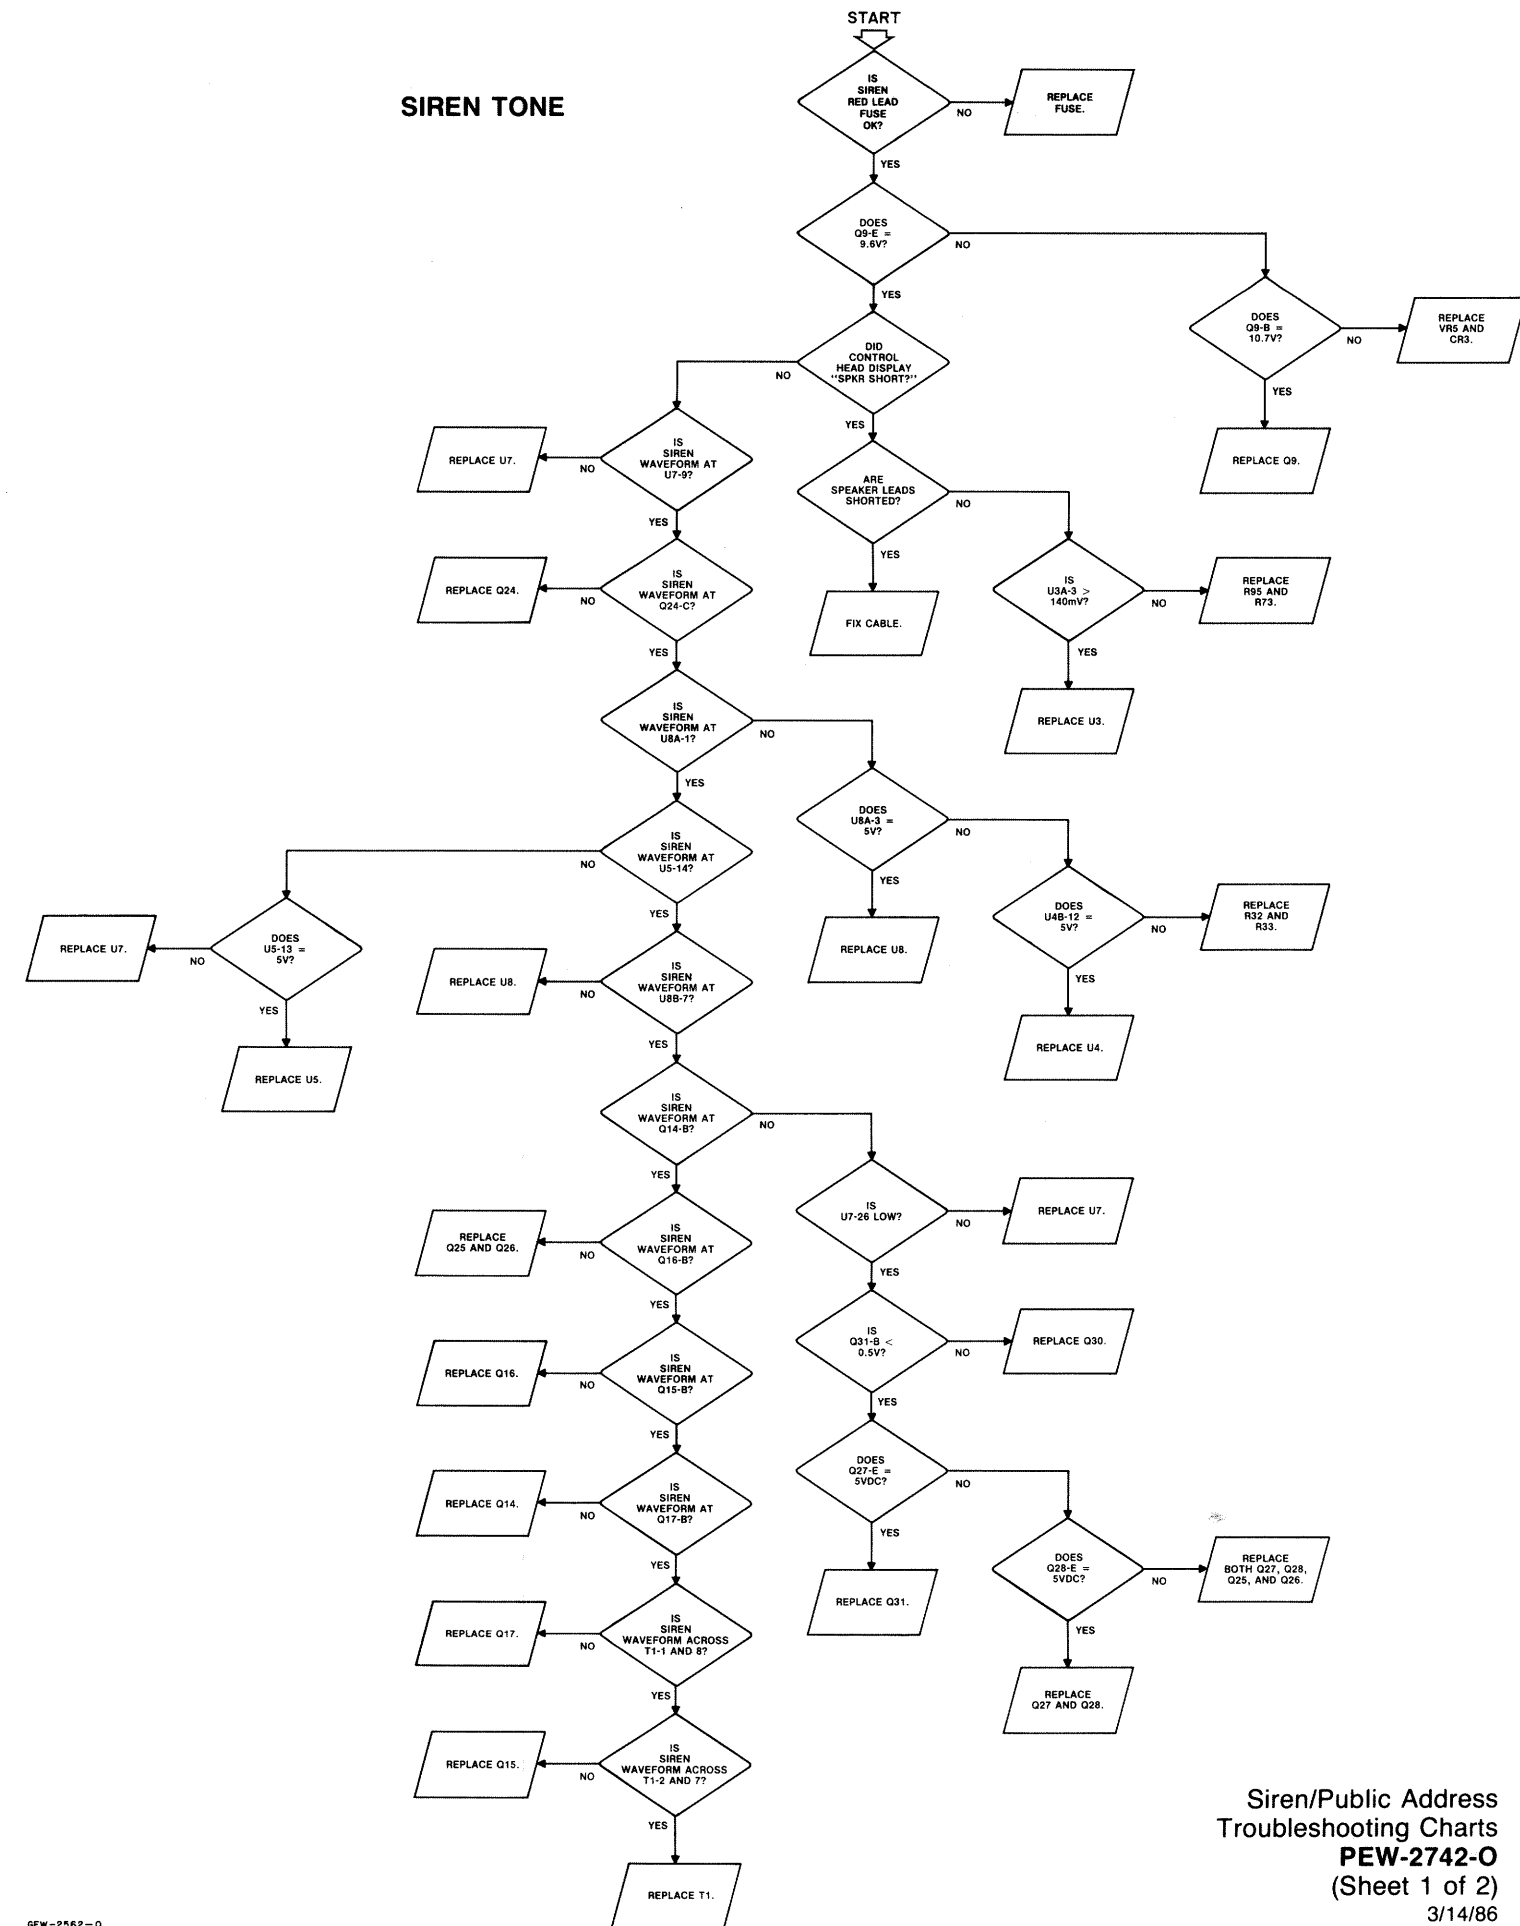 START
SIREN TONE
IS
SIREN
RED LEAD
FUSE
OK?
NO
REPLACE
FUSE.
YES
DOES
Q9-E =
9.6V?
NO
YES
DOES
Q9-B =
10.7V?
NO
REPLACE
VR5 AND
CR3.
YES
REPLACE Q9.
DID
CONTROL
HEAD DISPLAY
"SPKR SHORT?"
NO
YES
ARE
SPEAKER LEADS
SHORTED?
NO
YES
FIX CABLE.
IS
U3A-3 >
140mV?
NO
REPLACE
R95 AND
R73.
YES
REPLACE U3.
IS
SIREN
WAVEFORM AT
U7-9?
NO
REPLACE U7.
YES
IS
SIREN
WAVEFORM AT
Q24-C?
NO
REPLACE Q24.
YES
IS
SIREN
WAVEFORM AT
U8A-1?
NO
YES
DOES
U8A-3 =
5V?
NO
YES
REPLACE U8.
DOES
U4B-12 =
5V?
NO
REPLACE
R32 AND
R33.
YES
REPLACE U4.
IS
SIREN
WAVEFORM AT
U5-14?
NO
YES
DOES
U5-13 =
5V?
NO
REPLACE U7.
YES
REPLACE U5.
IS
SIREN
WAVEFORM AT
U8B-7?
NO
REPLACE U8.
YES
IS
SIREN
WAVEFORM AT
Q14-B?
NO
YES
IS
U7-26 LOW?
NO
REPLACE U7.
YES
IS
Q31-B <
0.5V?
NO
REPLACE Q30.
YES
DOES
Q27-E =
5VDC?
NO
YES
REPLACE Q31.
DOES
Q28-E =
5VDC?
NO
REPLACE
BOTH Q27, Q28,
Q25, AND Q26.
YES
REPLACE
Q27 AND Q28.
IS
SIREN
WAVEFORM AT
Q16-B?
NO
REPLACE
Q25 AND Q26.
YES
IS
SIREN
WAVEFORM AT
Q15-B?
NO
REPLACE Q16.
YES
IS
SIREN
WAVEFORM AT
Q17-B?
NO
REPLACE Q14.
YES
IS
SIREN
WAVEFORM ACROSS
T1-1 AND 8?
NO
REPLACE Q17.
YES
IS
SIREN
WAVEFORM ACROSS
T1-2 AND 7?
NO
REPLACE Q15.
YES
REPLACE T1.
Siren/Public Address
Troubleshooting Charts
PEW-2742-O
(Sheet 1 of 2)
3/14/86
GEW-2562-O